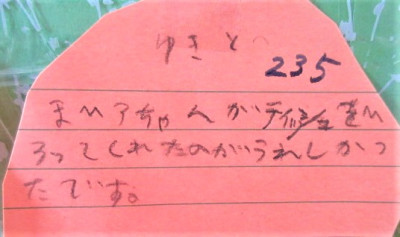 ゆきと
235
まいアちゃんがティッシュをひ
ろってくれたのがうれしかっ
たです。